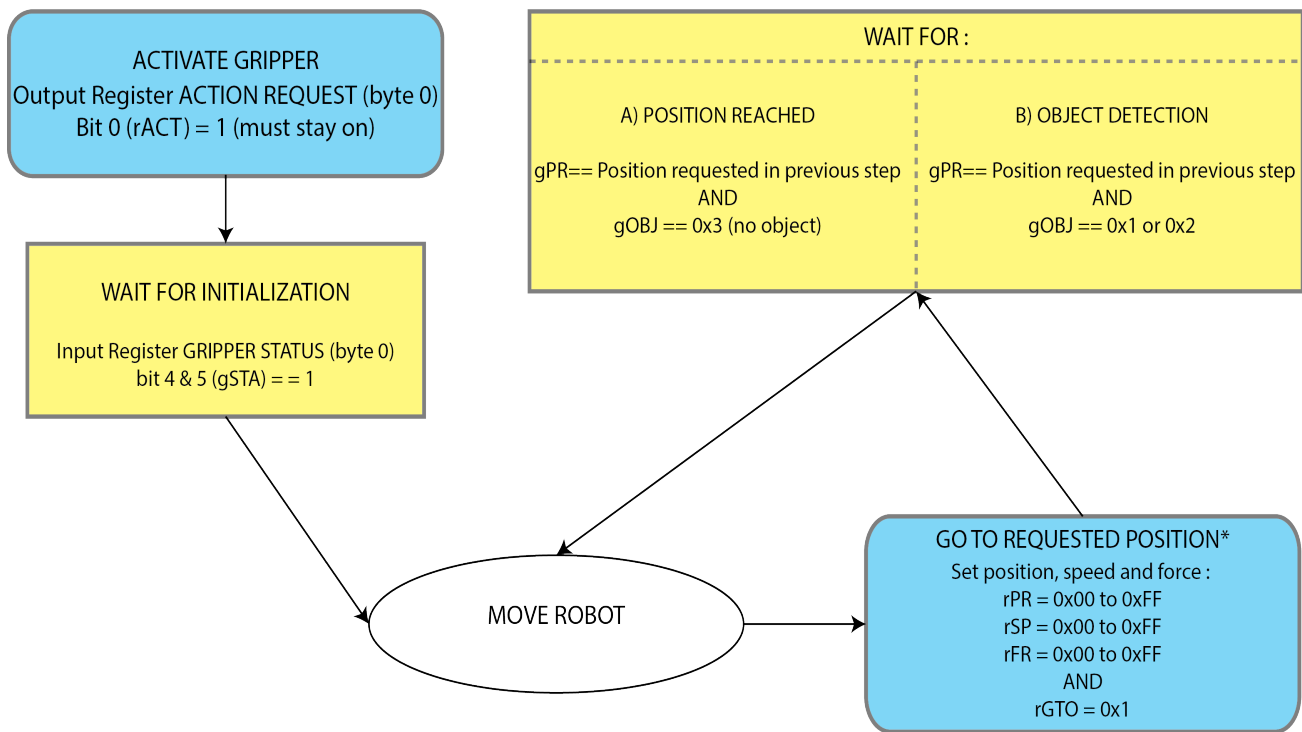 ACTIVATE GRIPPER
Output Register ACTION REQUEST (byte 0)
Bit 0 (rACT) = 1 (must stay on)
WAIT FOR INITIALIZATION
Input Register GRIPPER STATUS (byte 0)
bit 4 & 5 (gSTA) = = 1
MOVE ROBOT
GO TO REQUESTED POSITION*
Set position, speed and force :
rPR = 0x00 to 0xFF
rSP = 0x00 to 0xFF
rFR = 0x00 to 0xFF
AND
rGTO = 0x1
WAIT FOR :
A) POSITION REACHED
gPR== Position requested in previous step
AND
gOBJ == 0x3 (no object)
B) OBJECT DETECTION
gPR== Position requested in previous step
AND
gOBJ == 0x1 or 0x2